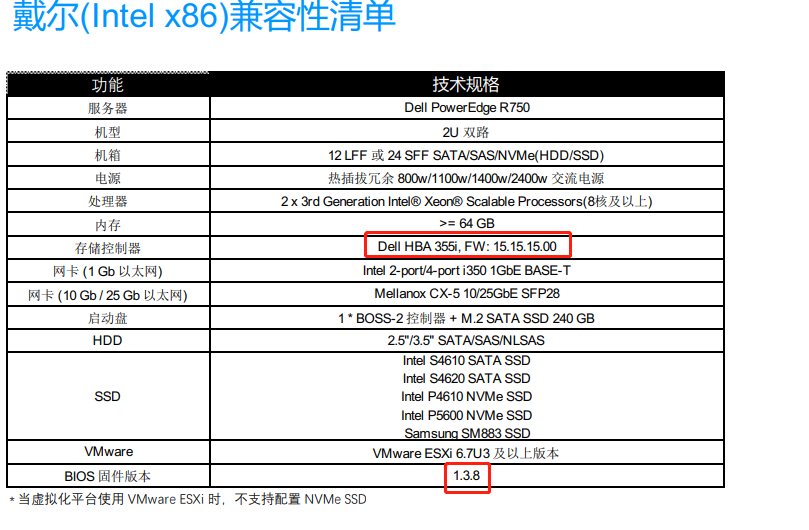 戴尔(Intel x86)兼容性清单
功能 技术规格
服务器 Dell PowerEdge R750
机型 2U 双路
机箱 12 LFF 或 24 SFF SATA/SAS/NVMe(HDD/SSD)
电源 热插拔冗余 800w/1100w/1400w/2400w 交流电源
处理器 2 x 3rd Generation Intel® Xeon® Scalable Processors(8核及以上)
内存 >= 64 GB
存储控制器 Dell HBA 355i, FW: 15.15.15.00
网卡 (1 Gb 以太网) Intel 2-port/4-port i350 1GbE BASE-T
网卡 (10 Gb / 25 Gb 以太网) Mellanox CX-5 10/25GbE SFP28
启动盘 1 * BOSS-2 控制器 + M.2 SATA SSD 240 GB
HDD 2.5"/3.5" SATA/SAS/NLSAS
SSD Intel S4610 SATA SSD
Intel S4620 SATA SSD
Intel P4610 NVMe SSD
Intel P5600 NVMe SSD
Samsung SM883 SSD
VMware VMware ESXi 6.7U3 及以上版本
BIOS 固件版本 1.3.8
* 当虚拟化平台使用 VMware ESXi 时，不支持配置 NVMe SSD